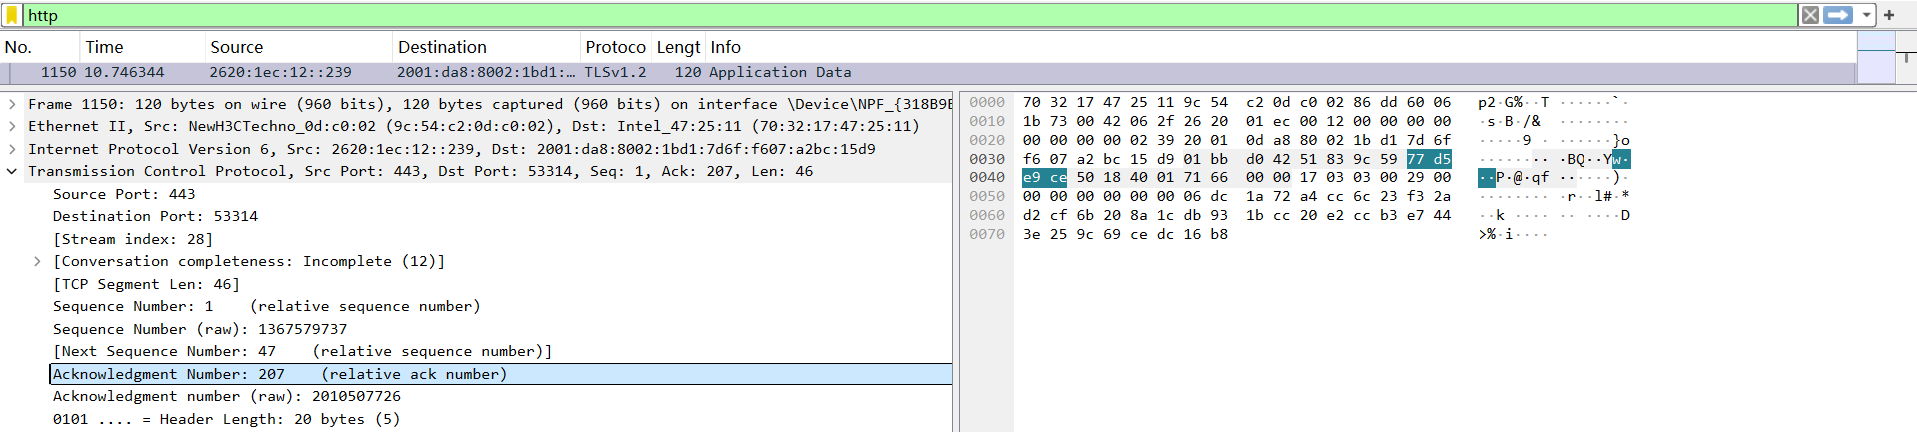 http
No. Time Source Destination Protoco Lengt Info
1150 10.746344 2620:1ec:12::239 2001:da8:8002:1bd1:… TLSv1.2 120 Application Data
Frame 1150: 120 bytes on wire (960 bits), 120 bytes captured (960 bits) on interface \Device\NPF_{318B9E
Ethernet II, Src: NewH3CTechno_0d:c0:02 (9c:54:c2:0d:c0:02), Dst: Intel_47:25:11 (70:32:17:47:25:11)
Internet Protocol Version 6, Src: 2620:1ec:12::239, Dst: 2001:da8:8002:1bd1:7d6f:f607:a2bc:15d9
Transmission Control Protocol, Src Port: 443, Dst Port: 53314, Seq: 1, Ack: 207, Len: 46
Source Port: 443
Destination Port: 53314
[Stream index: 28]
[Conversation completeness: Incomplete (12)]
[TCP Segment Len: 46]
Sequence Number: 1 (relative sequence number)
Sequence Number (raw): 1367579737
[Next Sequence Number: 47 (relative sequence number)]
Acknowledgment Number: 207 (relative ack number)
Acknowledgment number (raw): 2010507726
0101 .... = Header Length: 20 bytes (5)
0000 70 32 17 47 25 11 9c 54 c2 0d c0 02 86 dd 60 06 p2·G%··T ······`·
0010 1b 73 00 42 06 2f 26 20 01 ec 00 12 00 00 00 00 ·s·B·/& ········
0020 00 00 00 00 02 39 20 01 0d a8 80 02 1b d1 7d 6f ·····9 · ······}o
0030 f6 07 a2 bc 15 d9 01 bb d0 42 51 83 9c 59 77 d5 ········ ·BQ··Yw·
0040 e9 ce 50 18 40 01 71 66 00 00 17 03 03 00 29 00 ··P·@·qf ······)·
0050 00 00 00 00 00 00 06 dc 1a 72 a4 cc 6c 23 f3 2a ········ ·r··l#·*
0060 d2 cf 6b 20 8a 1c db 93 1b cc 20 e2 cc b3 e7 44 ··k ···· ·· ····D
0070 3e 25 9c 69 ce dc 16 b8 >%·i····